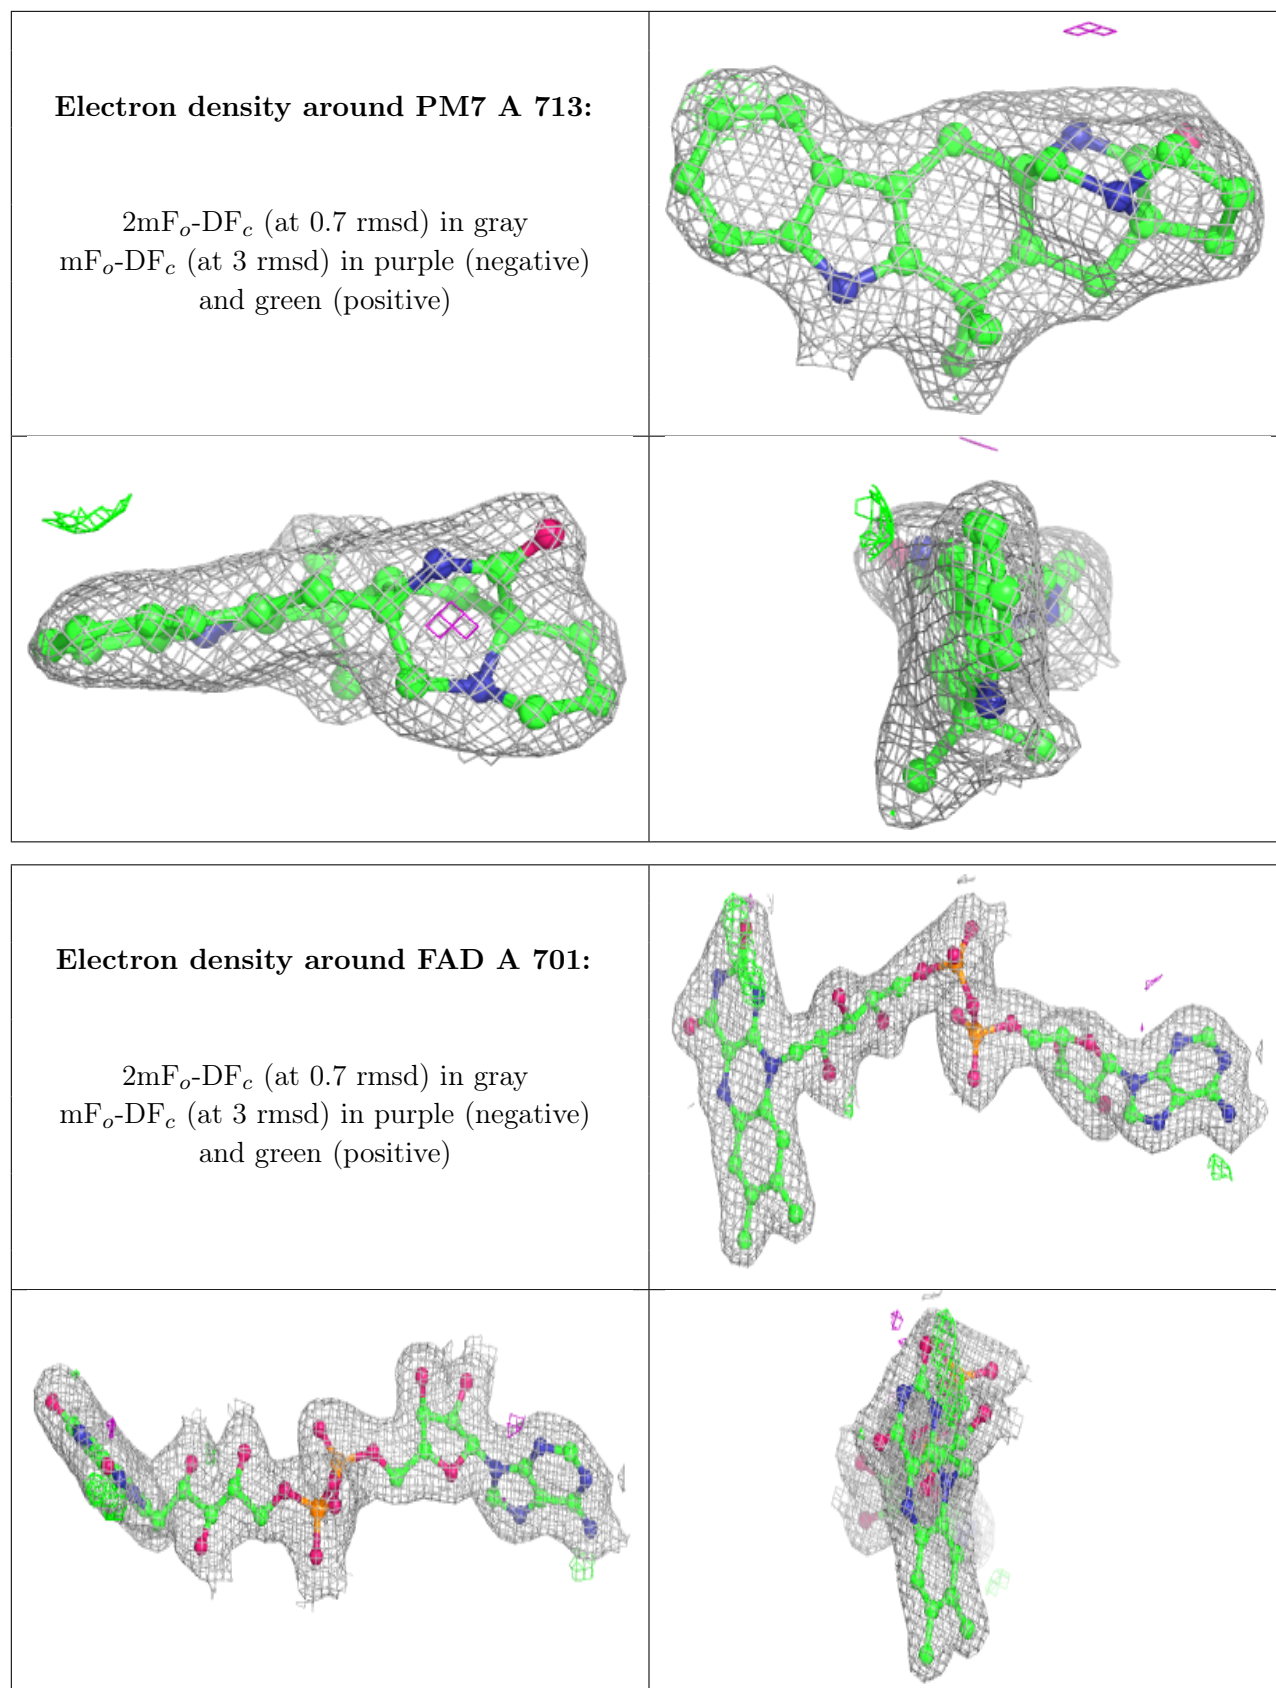 Electron density around PM7 A 713:
2mFo-DFc (at 0.7 rmsd) in gray
mFo-DFc (at 3 rmsd) in purple (negative)
and green (positive)
Electron density around FAD A 701:
2mFo-DFc (at 0.7 rmsd) in gray
mFo-DFc (at 3 rmsd) in purple (negative)
and green (positive)